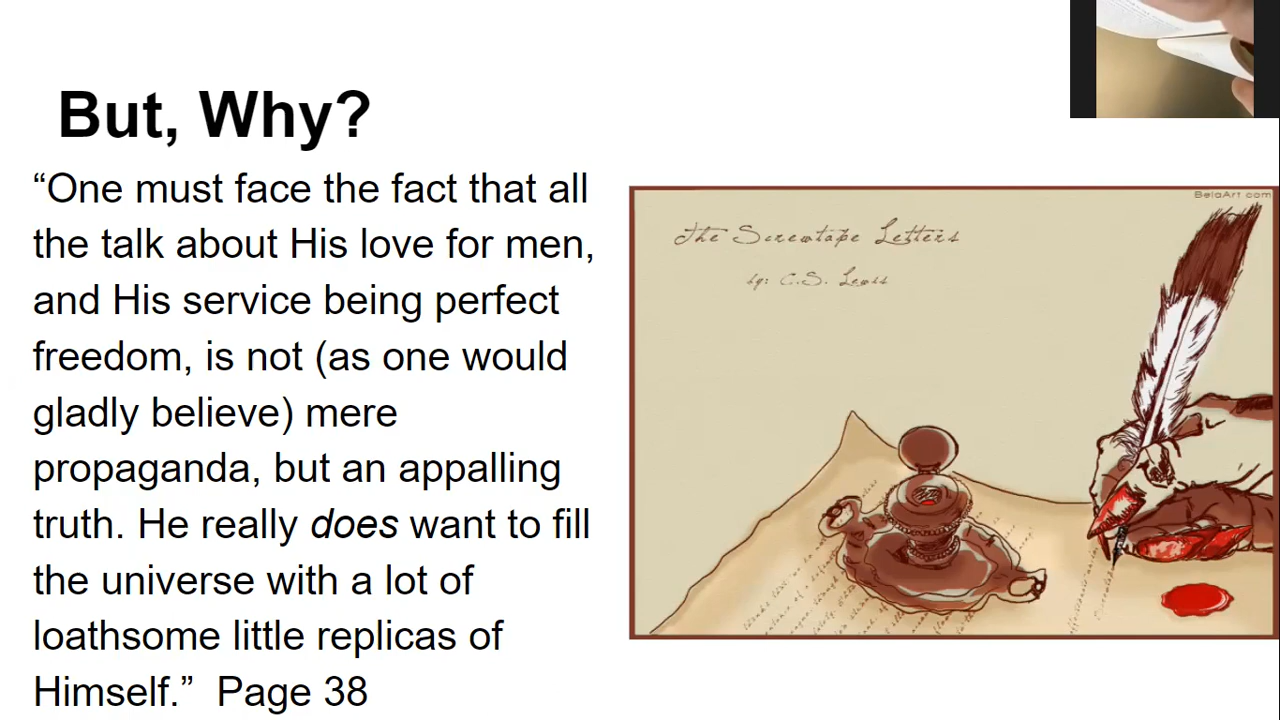 But, Why?
“One must face the fact that all
the talk about His love for men,
and His service being perfect
freedom, is not (as one would
gladly believe) mere
propaganda, but an appalling
truth. He really does want to fill
the universe with a lot of
loathsome little replicas of
Himself.”  Page 38
BelaArt com
The Screwtape Letters
by: C.S. Lewis